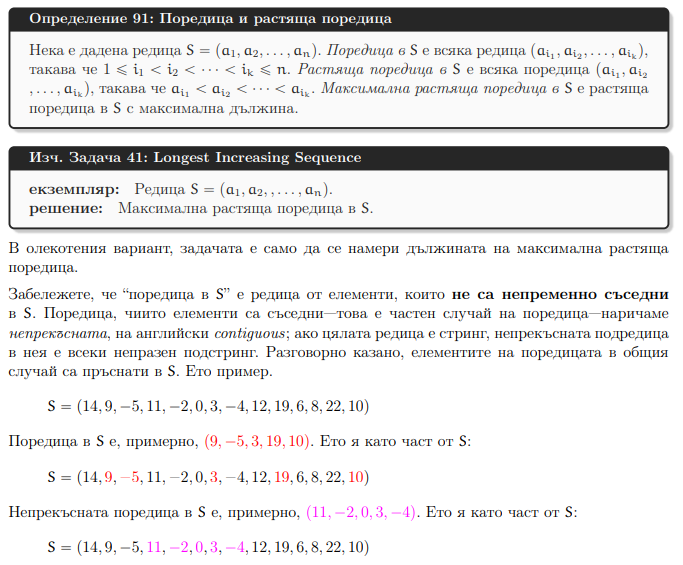 Определение 91: Поредица и растяща поредица
Нека е дадена редица S = (a₁, a₂, . . . , aₙ). Поредица в S е всяка редица (aᵢ₁, aᵢ₂, . . . , aᵢₖ),
такава че 1 ⩽ i₁ < i₂ < ··· < iₖ ⩽ n. Растяща поредица в S е всяка поредица (aᵢ₁, aᵢ₂
, . . . , aᵢₖ), такава че aᵢ₁ < aᵢ₂ < ··· < aᵢₖ. Максимална растяща поредица в S е растяща
поредица в S с максимална дължина.
Изч. Задача 41: Longest Increasing Sequence
екземпляр: Редица S = (a₁, a₂, , . . . , aₙ).
решение: Максимална растяща поредица в S.
В олекотения вариант, задачата е само да се намери дължината на максимална растяща
поредица.
Забележете, че “поредица в S” е редица от елементи, които не са непременно съседни
в S. Поредица, чиито елементи са съседни—това е частен случай на поредица—наричаме
непрекъсната, на английски contiguous; ако цялата редица е стринг, непрекъсната подредица
в нея е всеки непразен подстринг. Разговорно казано, елементите на поредицата в общия
случай са пръснати в S. Ето пример.
S = (14, 9, −5, 11, −2, 0, 3, −4, 12, 19, 6, 8, 22, 10)
Поредица в S е, примерно, (9, −5, 3, 19, 10). Ето я като част от S:
S = (14, 9, −5, 11, −2, 0, 3, −4, 12, 19, 6, 8, 22, 10)
Непрекъсната поредица в S е, примерно, (11, −2, 0, 3, −4). Ето я като част от S:
S = (14, 9, −5, 11, −2, 0, 3, −4, 12, 19, 6, 8, 22, 10)